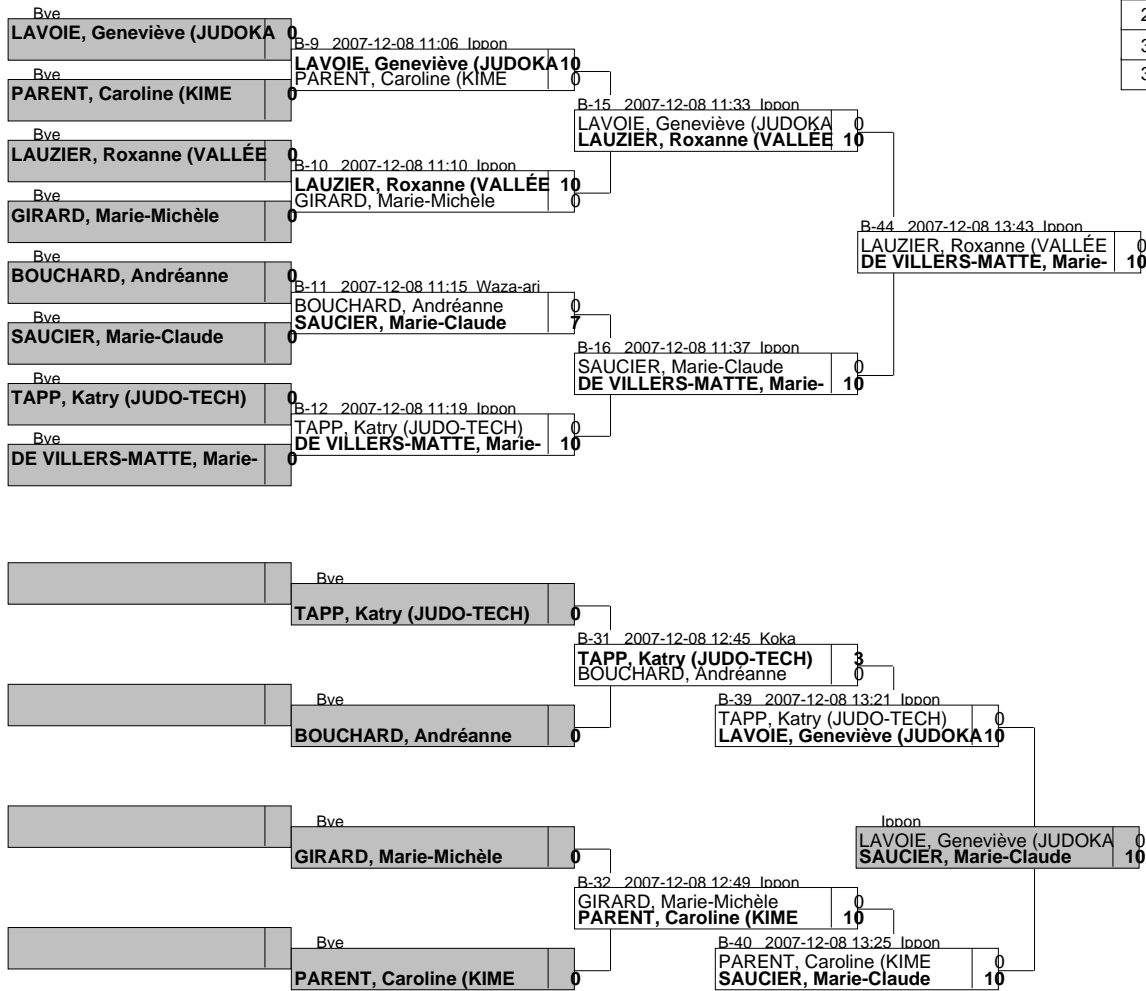 Bye
LAVOIE, Geneviève (JUDOKA 0
Bye
PARENT, Caroline (KIME 0
Bye
LAUZIER, Roxanne (VALLÉE 0
Bye
GIRARD, Marie-Michèle 0
Bye
BOUCHARD, Andréanne 0
Bye
SAUCIER, Marie-Claude 0
Bye
TAPP, Katry (JUDO-TECH) 0
Bye
DE VILLERS-MATTE, Marie- 0
B-9 2007-12-08 11:06 Ippon
LAVOIE, Geneviève (JUDOKA 10
PARENT, Caroline (KIME 0
B-10 2007-12-08 11:10 Ippon
LAUZIER, Roxanne (VALLÉE 10
GIRARD, Marie-Michèle 0
B-11 2007-12-08 11:15 Waza-ari
BOUCHARD, Andréanne 0
SAUCIER, Marie-Claude 7
B-12 2007-12-08 11:19 Ippon
TAPP, Katry (JUDO-TECH) 0
DE VILLERS-MATTE, Marie- 10
B-15 2007-12-08 11:33 Ippon
LAVOIE, Geneviève (JUDOKA 0
LAUZIER, Roxanne (VALLÉE 10
B-16 2007-12-08 11:37 Ippon
SAUCIER, Marie-Claude 0
DE VILLERS-MATTE, Marie- 10
B-44 2007-12-08 13:43 Ippon
LAUZIER, Roxanne (VALLÉE 0
DE VILLERS-MATTE, Marie- 10
2
3
3
Bye
TAPP, Katry (JUDO-TECH) 0
Bye
BOUCHARD, Andréanne 0
Bye
GIRARD, Marie-Michèle 0
Bye
PARENT, Caroline (KIME 0
B-31 2007-12-08 12:45 Koka
TAPP, Katry (JUDO-TECH) 3
BOUCHARD, Andréanne 0
B-32 2007-12-08 12:49 Ippon
GIRARD, Marie-Michèle 0
PARENT, Caroline (KIME 10
B-39 2007-12-08 13:21 Ippon
TAPP, Katry (JUDO-TECH) 0
LAVOIE, Geneviève (JUDOKA 10
B-40 2007-12-08 13:25 Ippon
PARENT, Caroline (KIME 0
SAUCIER, Marie-Claude 10
Ippon
LAVOIE, Geneviève (JUDOKA 0
SAUCIER, Marie-Claude 10